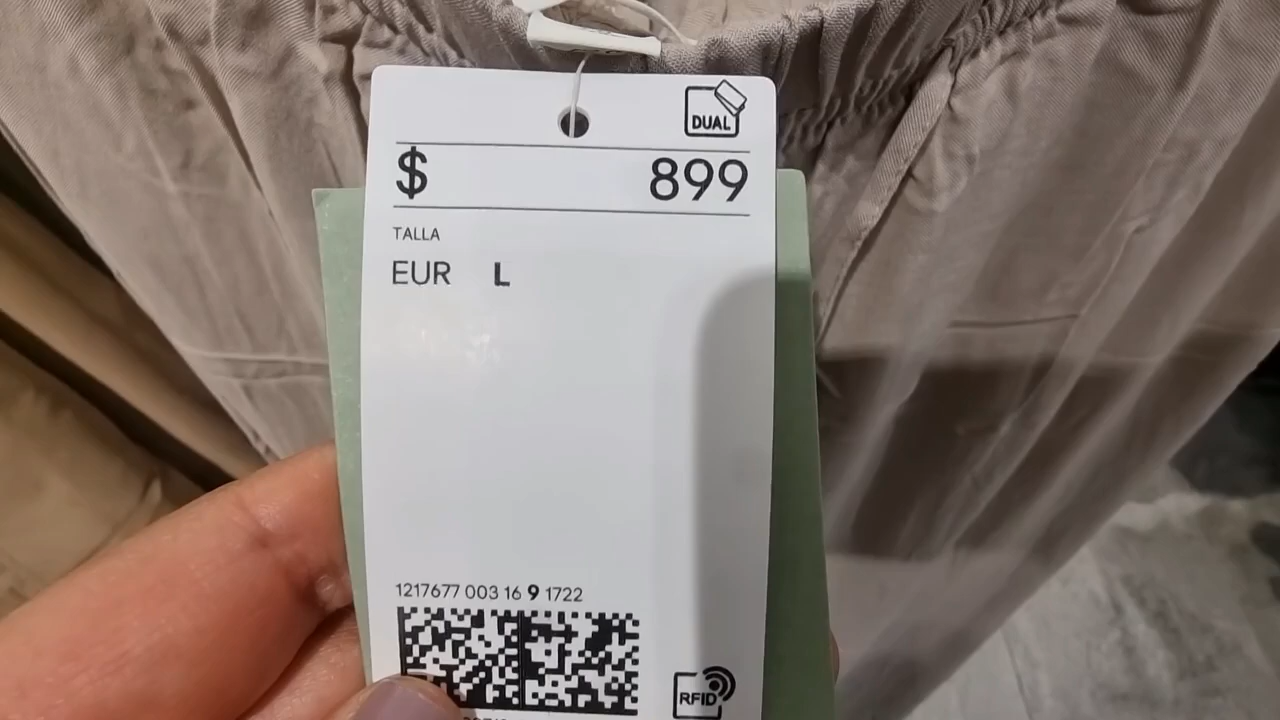 DUAL
$ 899
TALLA
EUR L
1217677 003 16 9 1722
RFID